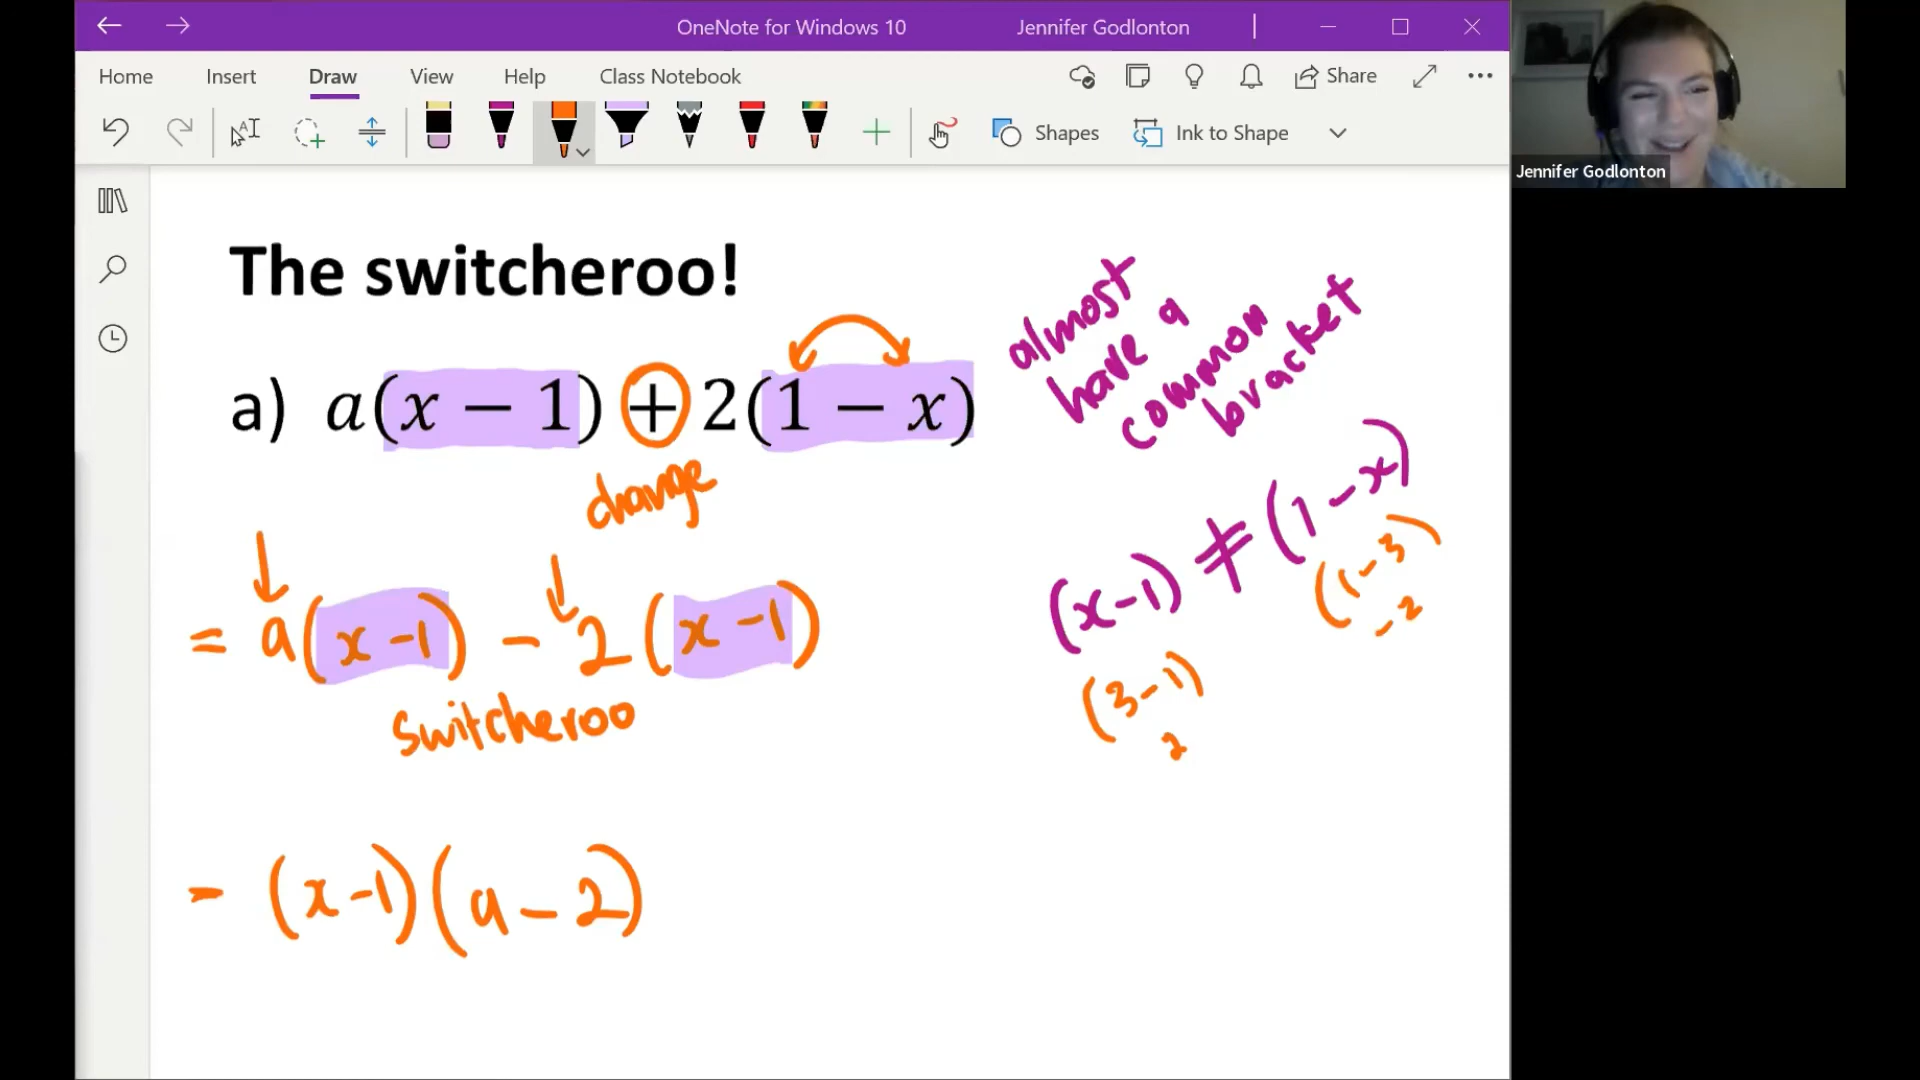 OneNote for Windows 10
Jennifer Godlonton
Home Insert Draw View Help Class Notebook
Share
Shapes Ink to Shape
Jennifer Godlonton
The switcheroo!
a) a(x − 1) + 2(1 − x)
change
= a(x -1) - 2(x -1)
switcheroo
= (x-1)(a - 2)
almost
have a
common
bracket
(x-1) ≠ (1-x)
(1-3)
-2
(3-1)
2